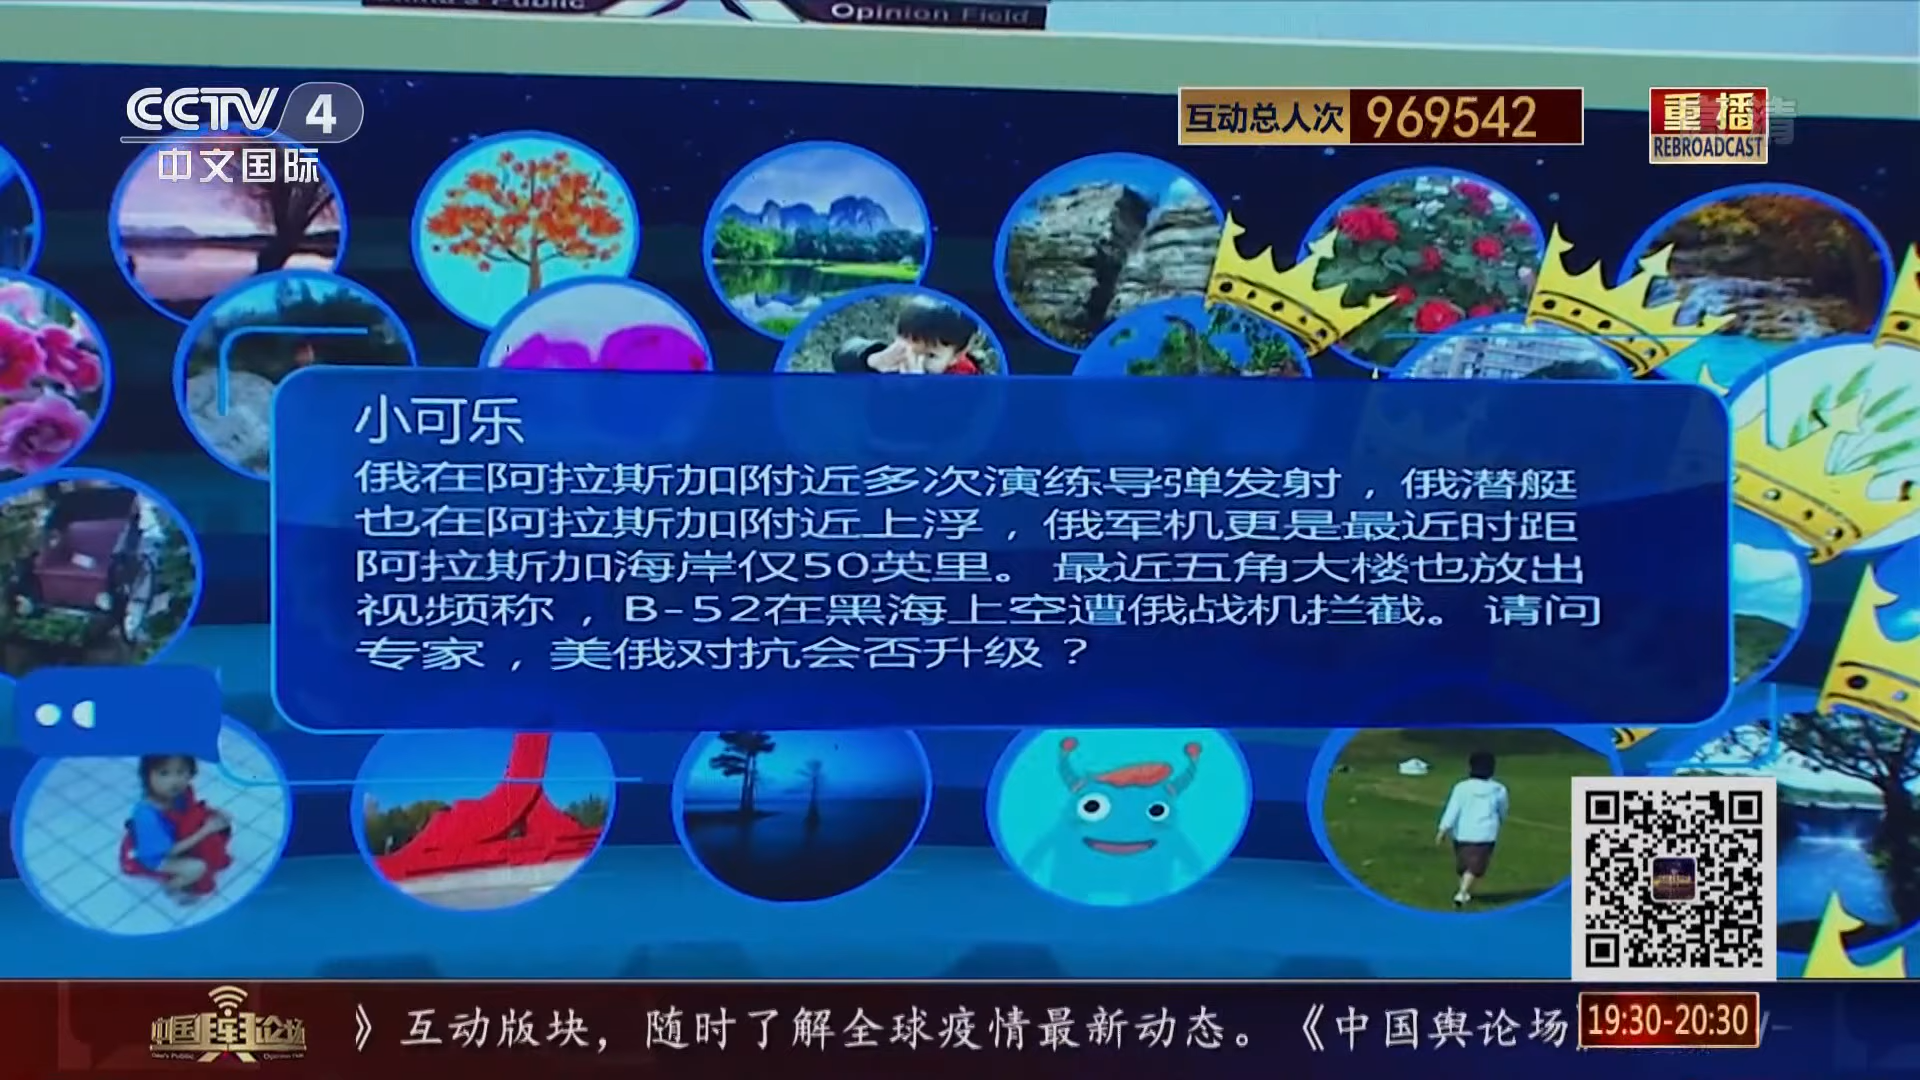 Opinion Field
CCTV 4
中文国际
互动总人次 969542
重播
REBROADCAST
小可乐
俄在阿拉斯加附近多次演练导弹发射，俄潜艇
也在阿拉斯加附近上浮，俄军机更是最近时距
阿拉斯加海岸仅50英里。最近五角大楼也放出
视频称，B-52在黑海上空遭俄战机拦截。请问
专家，美俄对抗会否升级？
中国舆论场
》互动版块，随时了解全球疫情最新动态。《中国舆论场
19:30-20:30